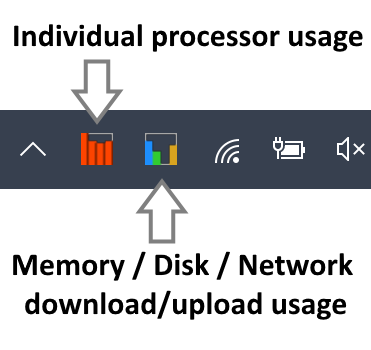 Individual processor usage
Memory / Disk / Network
download/upload usage